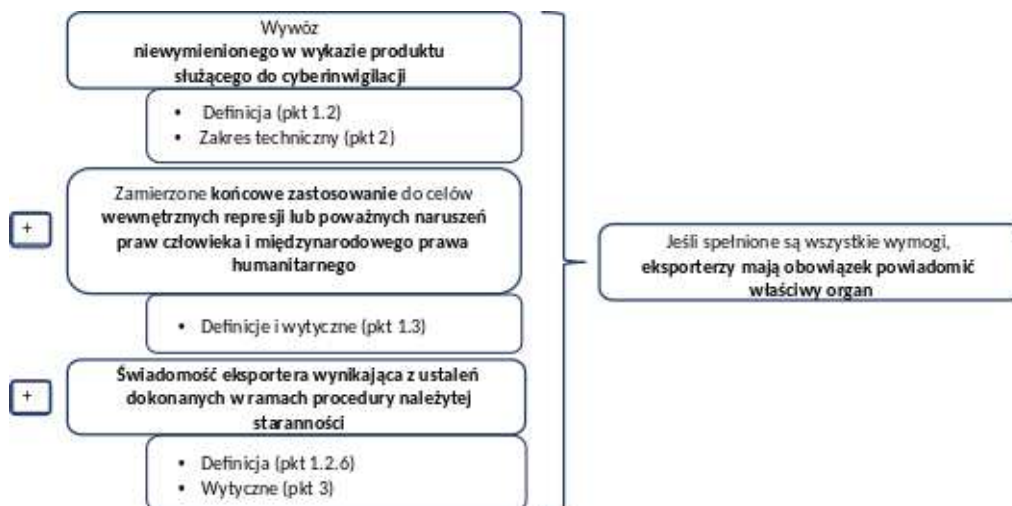 Wywóz
niewymienionego w wykazie produktu
służącego do cyberinwigilacji
• Definicja (pkt 1.2)
• Zakres techniczny (pkt 2)
+
Zamierzone końcowe zastosowanie do celów
wewnętrznych represji lub poważnych naruszeń
praw człowieka i międzynarodowego prawa
humanitarnego
• Definicje i wytyczne (pkt 1.3)
+
Świadomość eksportera wynikająca z ustaleń
dokonanych w ramach procedury należytej
staranności
• Definicja (pkt 1.2.6)
• Wytyczne (pkt 3)
Jeśli spełnione są wszystkie wymogi,
eksporterzy mają obowiązek powiadomić
właściwy organ